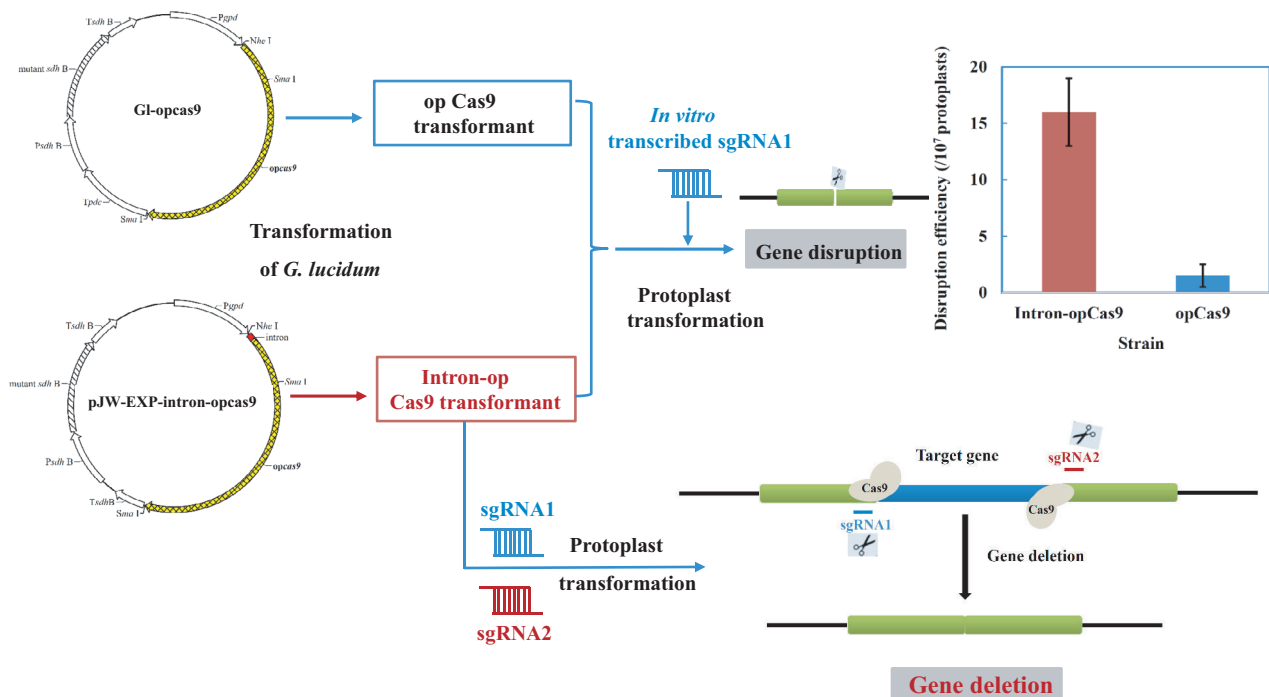 Tsdh B
Pgpd
Nhe I
mutant sdh B
Sma I
Gl-opcas9
Psdh B
opcas9
Tpdc
Sma I
op Cas9
transformant
In vitro
transcribed sgRNA1
Transformation
of G. lucidum
Gene disruption
Protoplast
transformation
Disruption efficiency (/10⁷ protoplasts)
20
15
10
5
0
Intron-opCas9
opCas9
Strain
Pgpd
Tsdh B
Nhe I
intron
mutant sdh B
Sma I
pJW-EXP-intron-opcas9
Psdh B
opcas9
TsdhB
Sma I
Intron-op
Cas9 transformant
sgRNA1
Protoplast
transformation
sgRNA2
Target gene
sgRNA2
Cas9
Cas9
sgRNA1
Gene deletion
Gene deletion